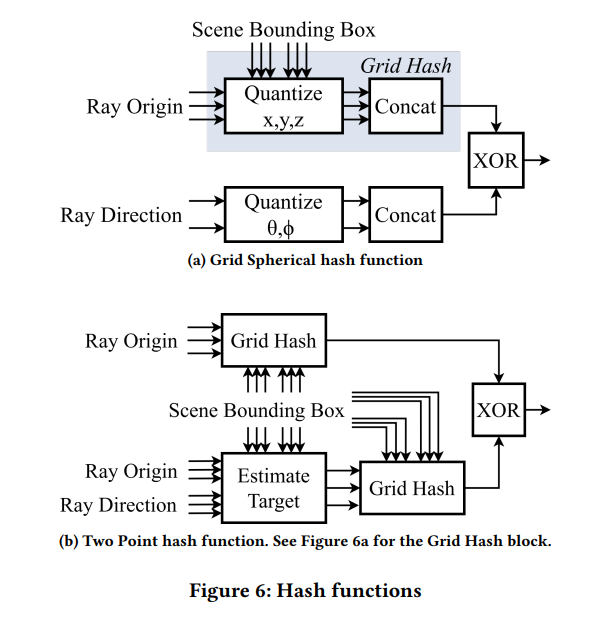 Scene Bounding Box
Grid Hash
Ray Origin
Quantize
x,y,z
Concat
XOR
Ray Direction
Quantize
θ,ϕ
Concat
(a) Grid Spherical hash function
Ray Origin
Grid Hash
Scene Bounding Box
XOR
Ray Origin
Ray Direction
Estimate
Target
Grid Hash
(b) Two Point hash function. See Figure 6a for the Grid Hash block.
Figure 6: Hash functions